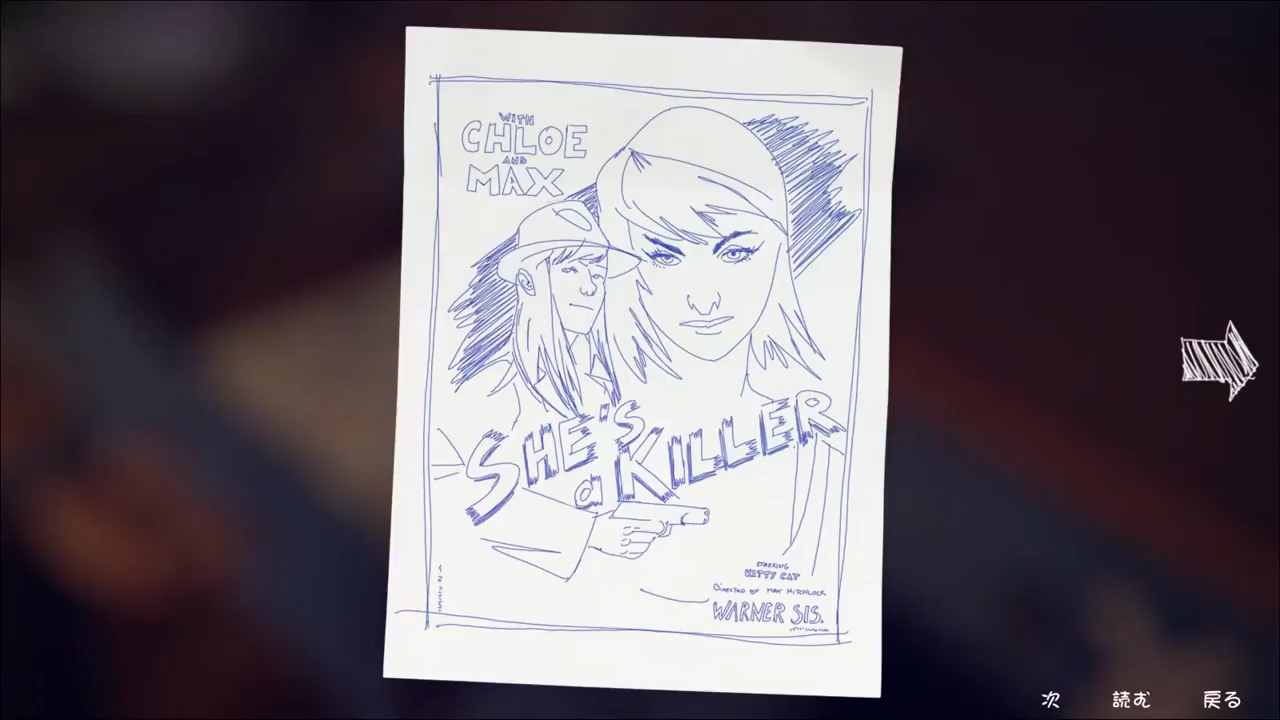 WITH
CHLOE
AND
MAX
SHE'S
a KILLER
STARRING
KITTY CAT
DIRECTED BY MAX HITCHLOCK
WARNER SIS.
次 読む 戻る